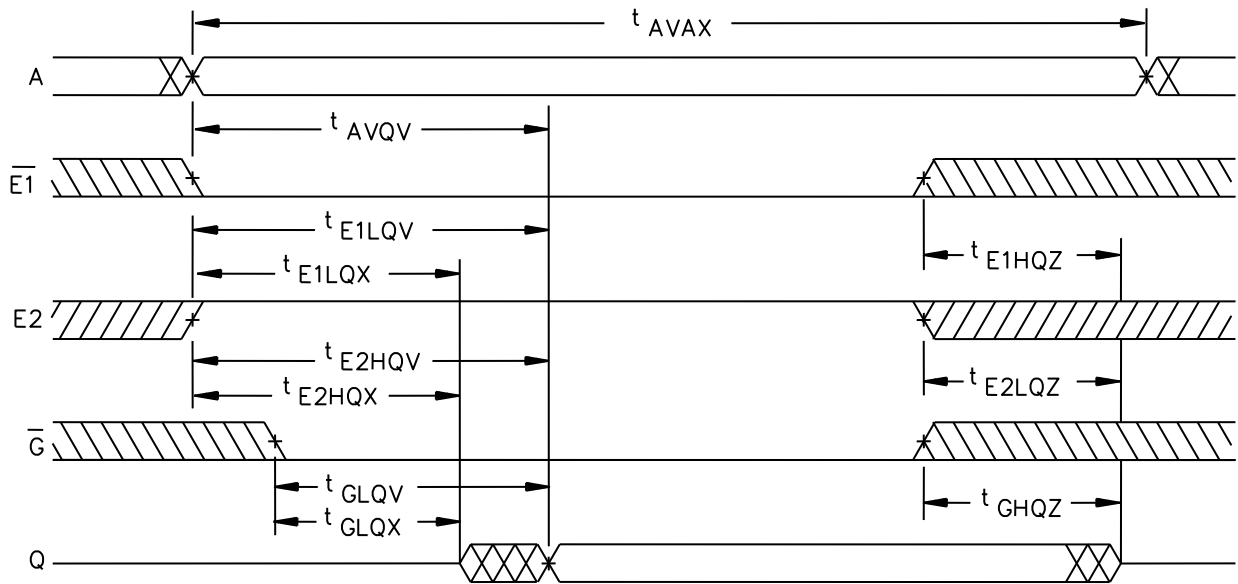 t AVAX
A
t AVQV
E1
t E1LQV
t E1LQX
t E1HQZ
E2
t E2HQV
t E2HQX
t E2LQZ
G
t GLQV
t GLQX
t GHQZ
Q